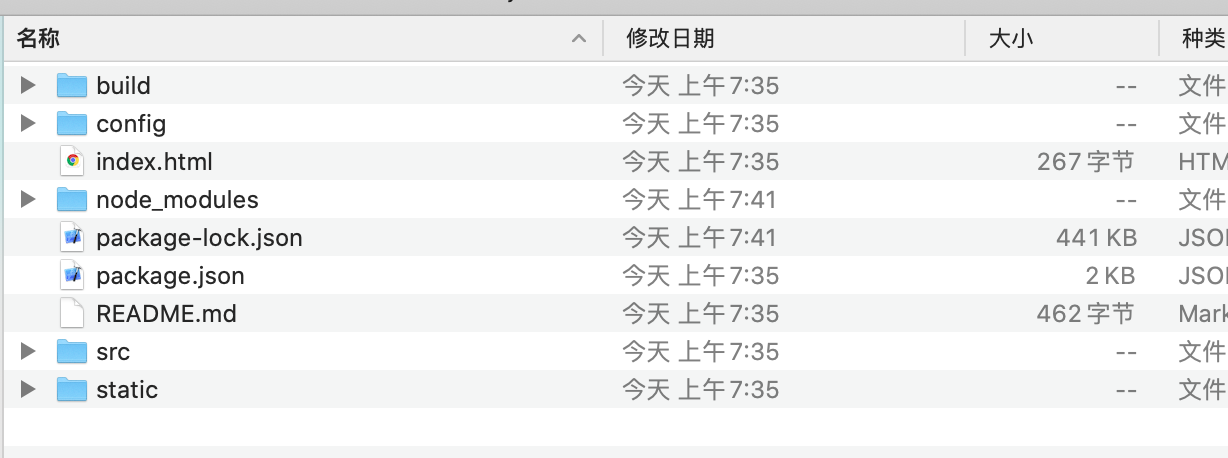 名称 修改日期 大小 种类
build 今天 上午7:35 -- 文件
config 今天 上午7:35 -- 文件
index.html 今天 上午7:35 267 字节 HTM
node_modules 今天 上午7:41 -- 文件
package-lock.json 今天 上午7:41 441 KB JSO
package.json 今天 上午7:35 2 KB JSO
README.md 今天 上午7:35 462 字节 Mark
src 今天 上午7:35 -- 文件
static 今天 上午7:35 -- 文件